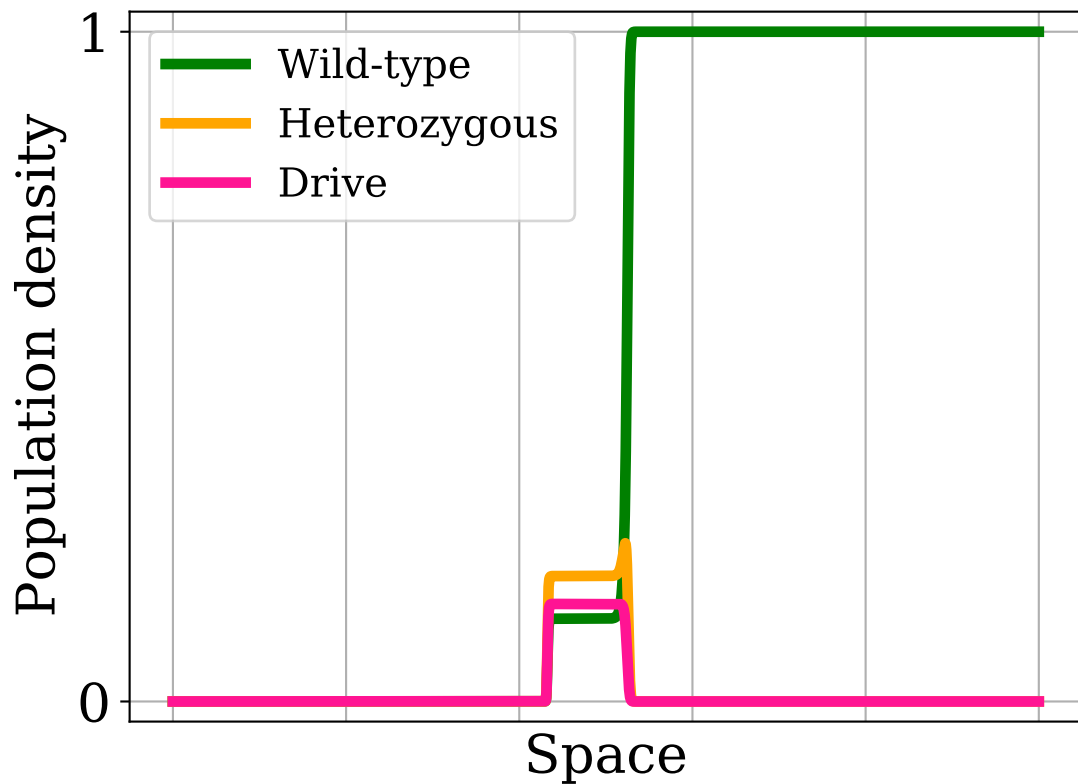 1
Wild-type
Heterozygous
Drive
Population density
0
Space